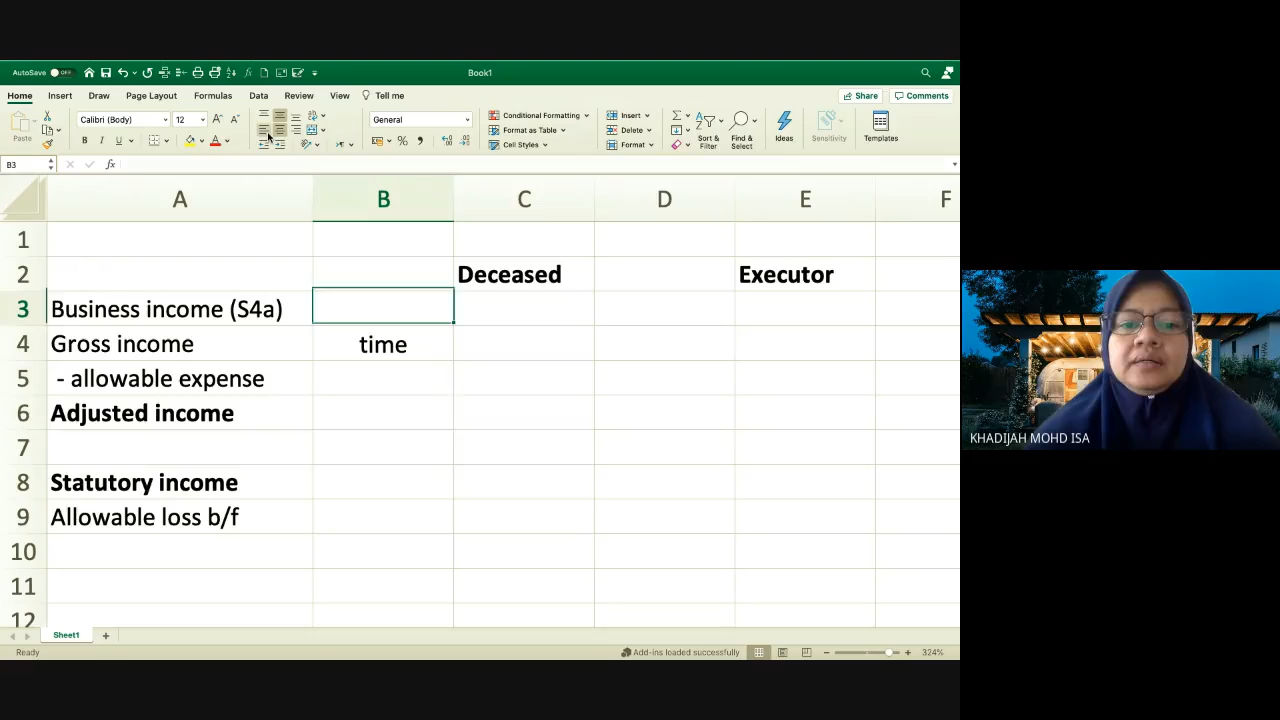 AutoSave OFF
Book1
Home Insert Draw Page Layout Formulas Data Review View Tell me
Share Comments
Paste
Calibri (Body) 12
General
Conditional Formatting
Format as Table
Cell Styles
Insert
Delete
Format
Sort & Filter
Find & Select
Ideas
Sensitivity
Templates
B3 fx
A B C D E F
1
2 Deceased Executor
3 Business income (S4a)
4 Gross income time
5 - allowable expense
6 Adjusted income
7
8 Statutory income
9 Allowable loss b/f
10
11
12
KHADIJAH MOHD ISA
Sheet1
Ready Add-ins loaded successfully 324%